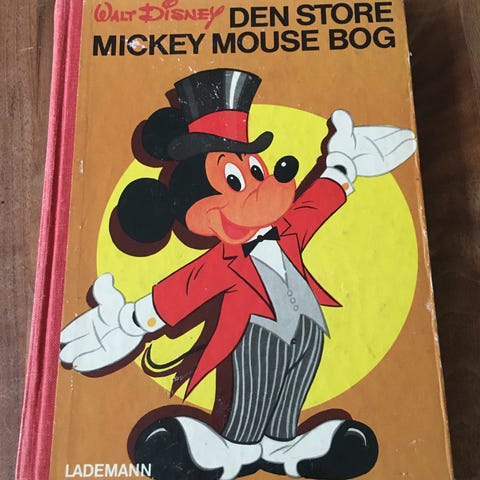 WALT DISNEY DEN STORE
MICKEY MOUSE BOG
LADEMANN